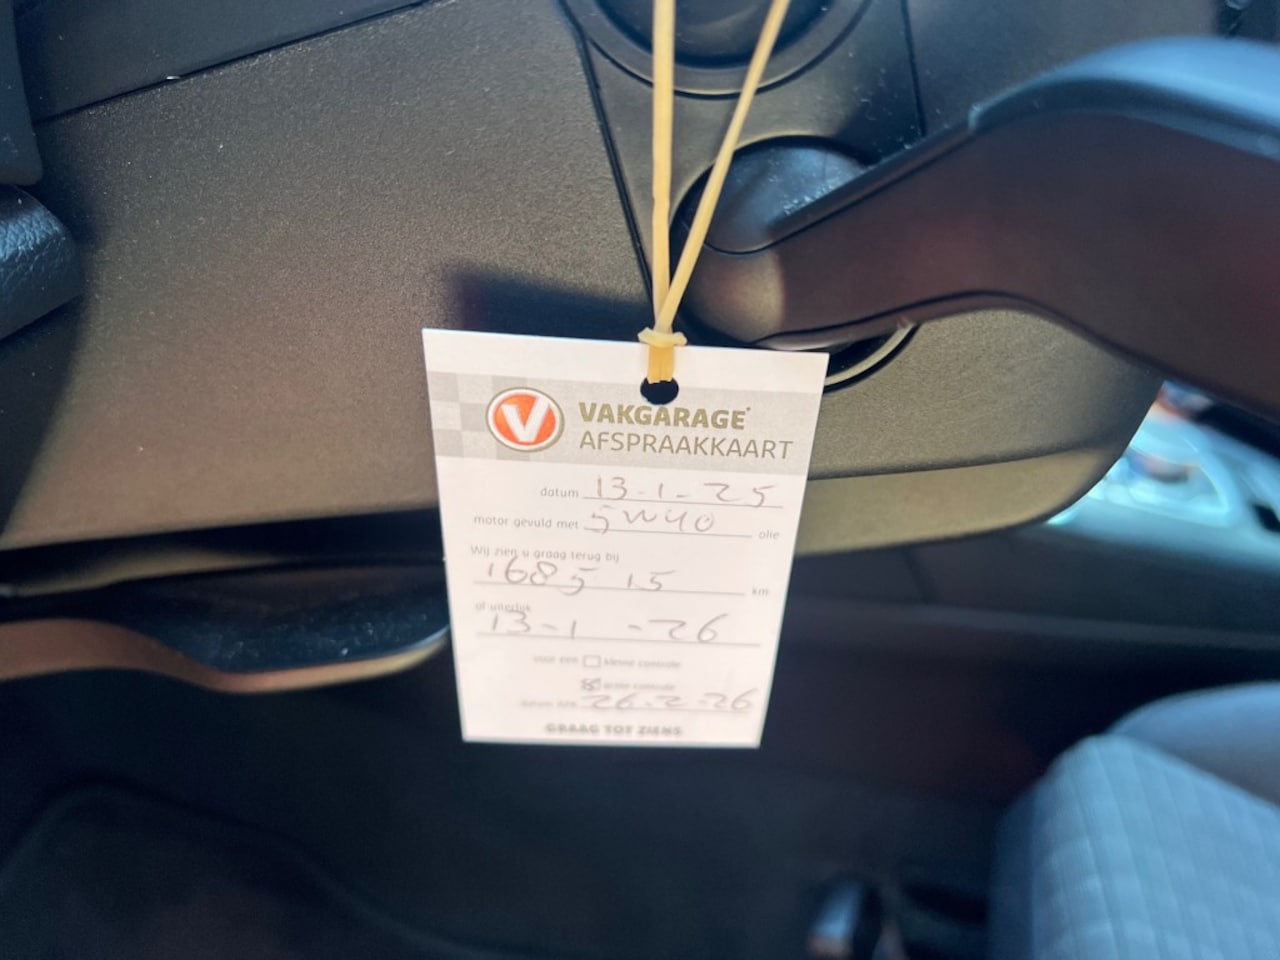 V VAKGARAGE
AFSPRAAKKAART
datum 13-1-25
motor gevuld met 5W40 olie
Wij zien u graag terug bij
168515 km
of uiterlijk
13-1-26
voor een kleine controle
grote controle
datum APK 26-2-26
GRAAG TOT ZIENS